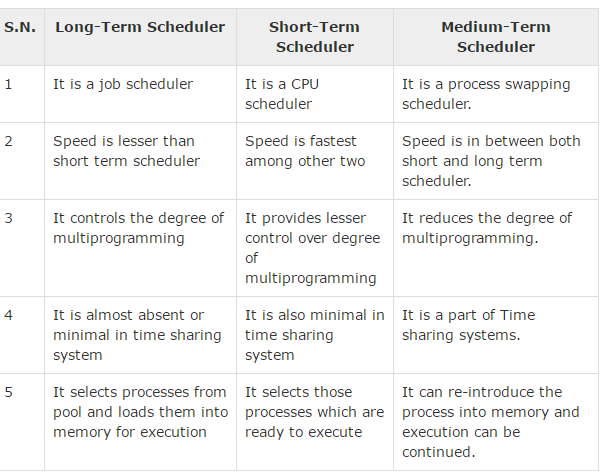 S.N. Long-Term Scheduler Short-Term Scheduler Medium-Term Scheduler
1
It is a job scheduler
It is a CPU
scheduler
It is a process swapping
scheduler.
2
Speed is lesser than
short term scheduler
Speed is fastest
among other two
Speed is in between both
short and long term
scheduler.
3
It controls the degree of
multiprogramming
It provides lesser
control over degree
of
multiprogramming
It reduces the degree of
multiprogramming.
4
It is almost absent or
minimal in time sharing
system
It is also minimal in
time sharing
system
It is a part of Time
sharing systems.
5
It selects processes from
pool and loads them into
memory for execution
It selects those
processes which are
ready to execute
It can re-introduce the
process into memory and
execution can be
continued.